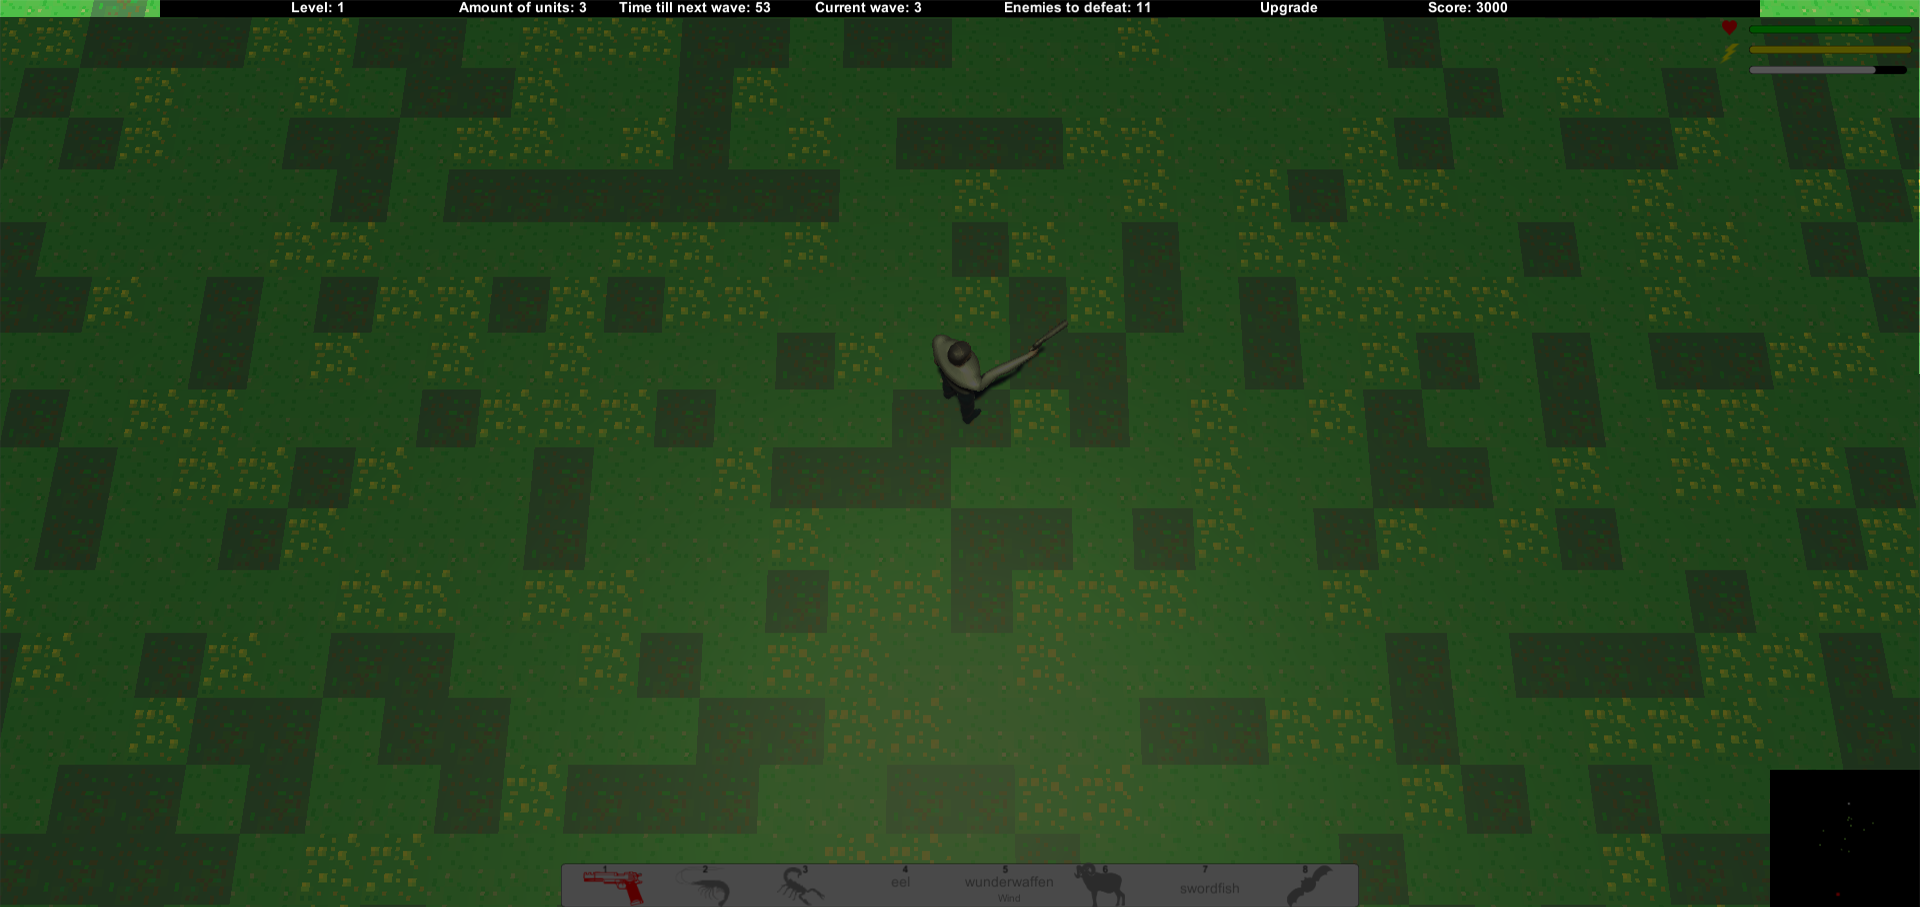 Level: 1 Amount of units: 3 Time till next wave: 53 Current wave: 3 Enemies to defeat: 11 Upgrade Score: 3000
1 2 3 4 5 6 7 8
eel wunderwaffen swordfish
Wind